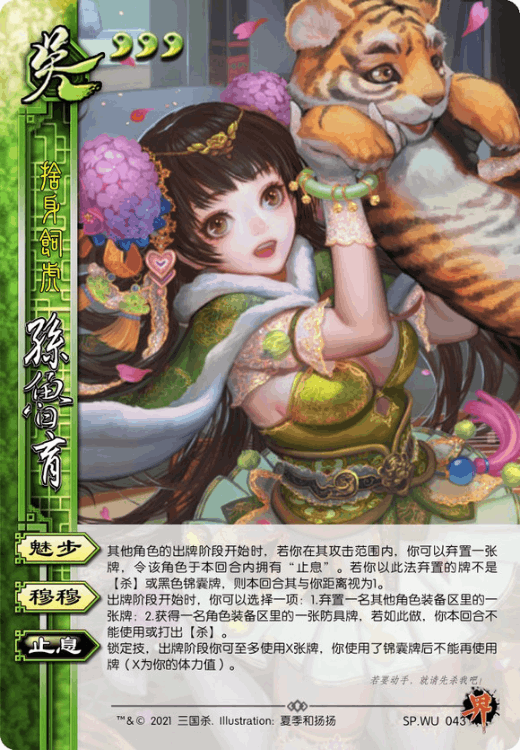 吴
捨身飼虎
孫魯育
魅步
其他角色的出牌阶段开始时，若你在其攻击范围内，你可以弃置一张
牌，令该角色于本回合内拥有“止息”。若你以此法弃置的牌不是
【杀】或黑色锦囊牌，则本回合其与你距离视为1。
穆穆
出牌阶段开始时，你可以选择一项：1.弃置一名其他角色装备区里的一
张牌；2.获得一名角色装备区里的一张防具牌，若如此做，你本回合不
能使用或打出【杀】。
止息
锁定技，出牌阶段你可至多使用X张牌，你使用了锦囊牌后不能再使用
牌（X为你的体力值）。
若要动手，就请先杀我吧！
界
™&© 2021 三国杀. Illustration: 夏季和扬扬
SP.WU 043